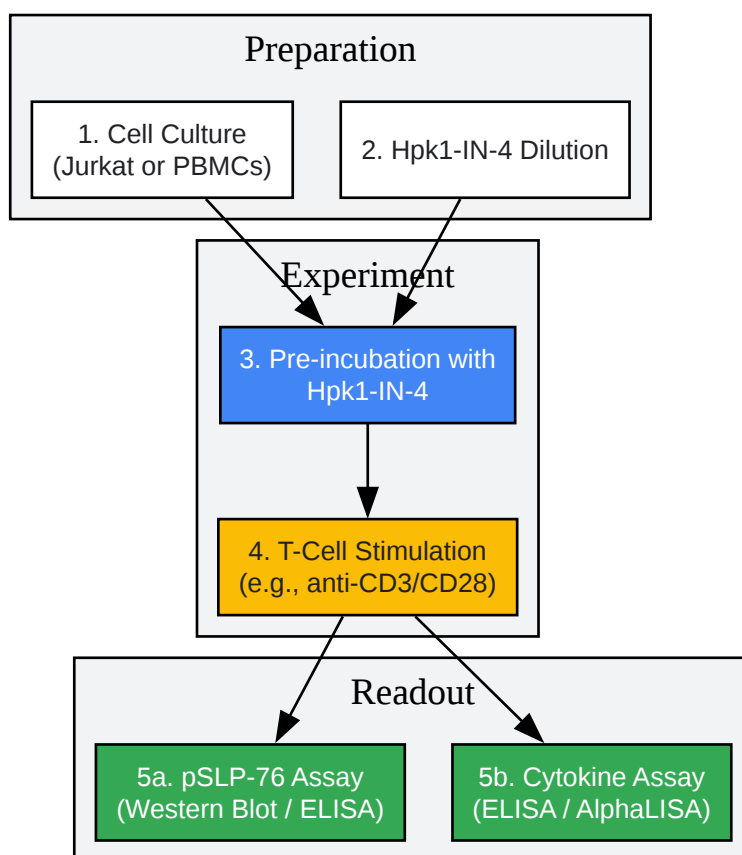 Preparation
1. Cell Culture
(Jurkat or PBMCs)
2. Hpk1-IN-4 Dilution
Experiment
3. Pre-incubation with
Hpk1-IN-4
4. T-Cell Stimulation
(e.g., anti-CD3/CD28)
Readout
5a. pSLP-76 Assay
(Western Blot / ELISA)
5b. Cytokine Assay
(ELISA / AlphaLISA)